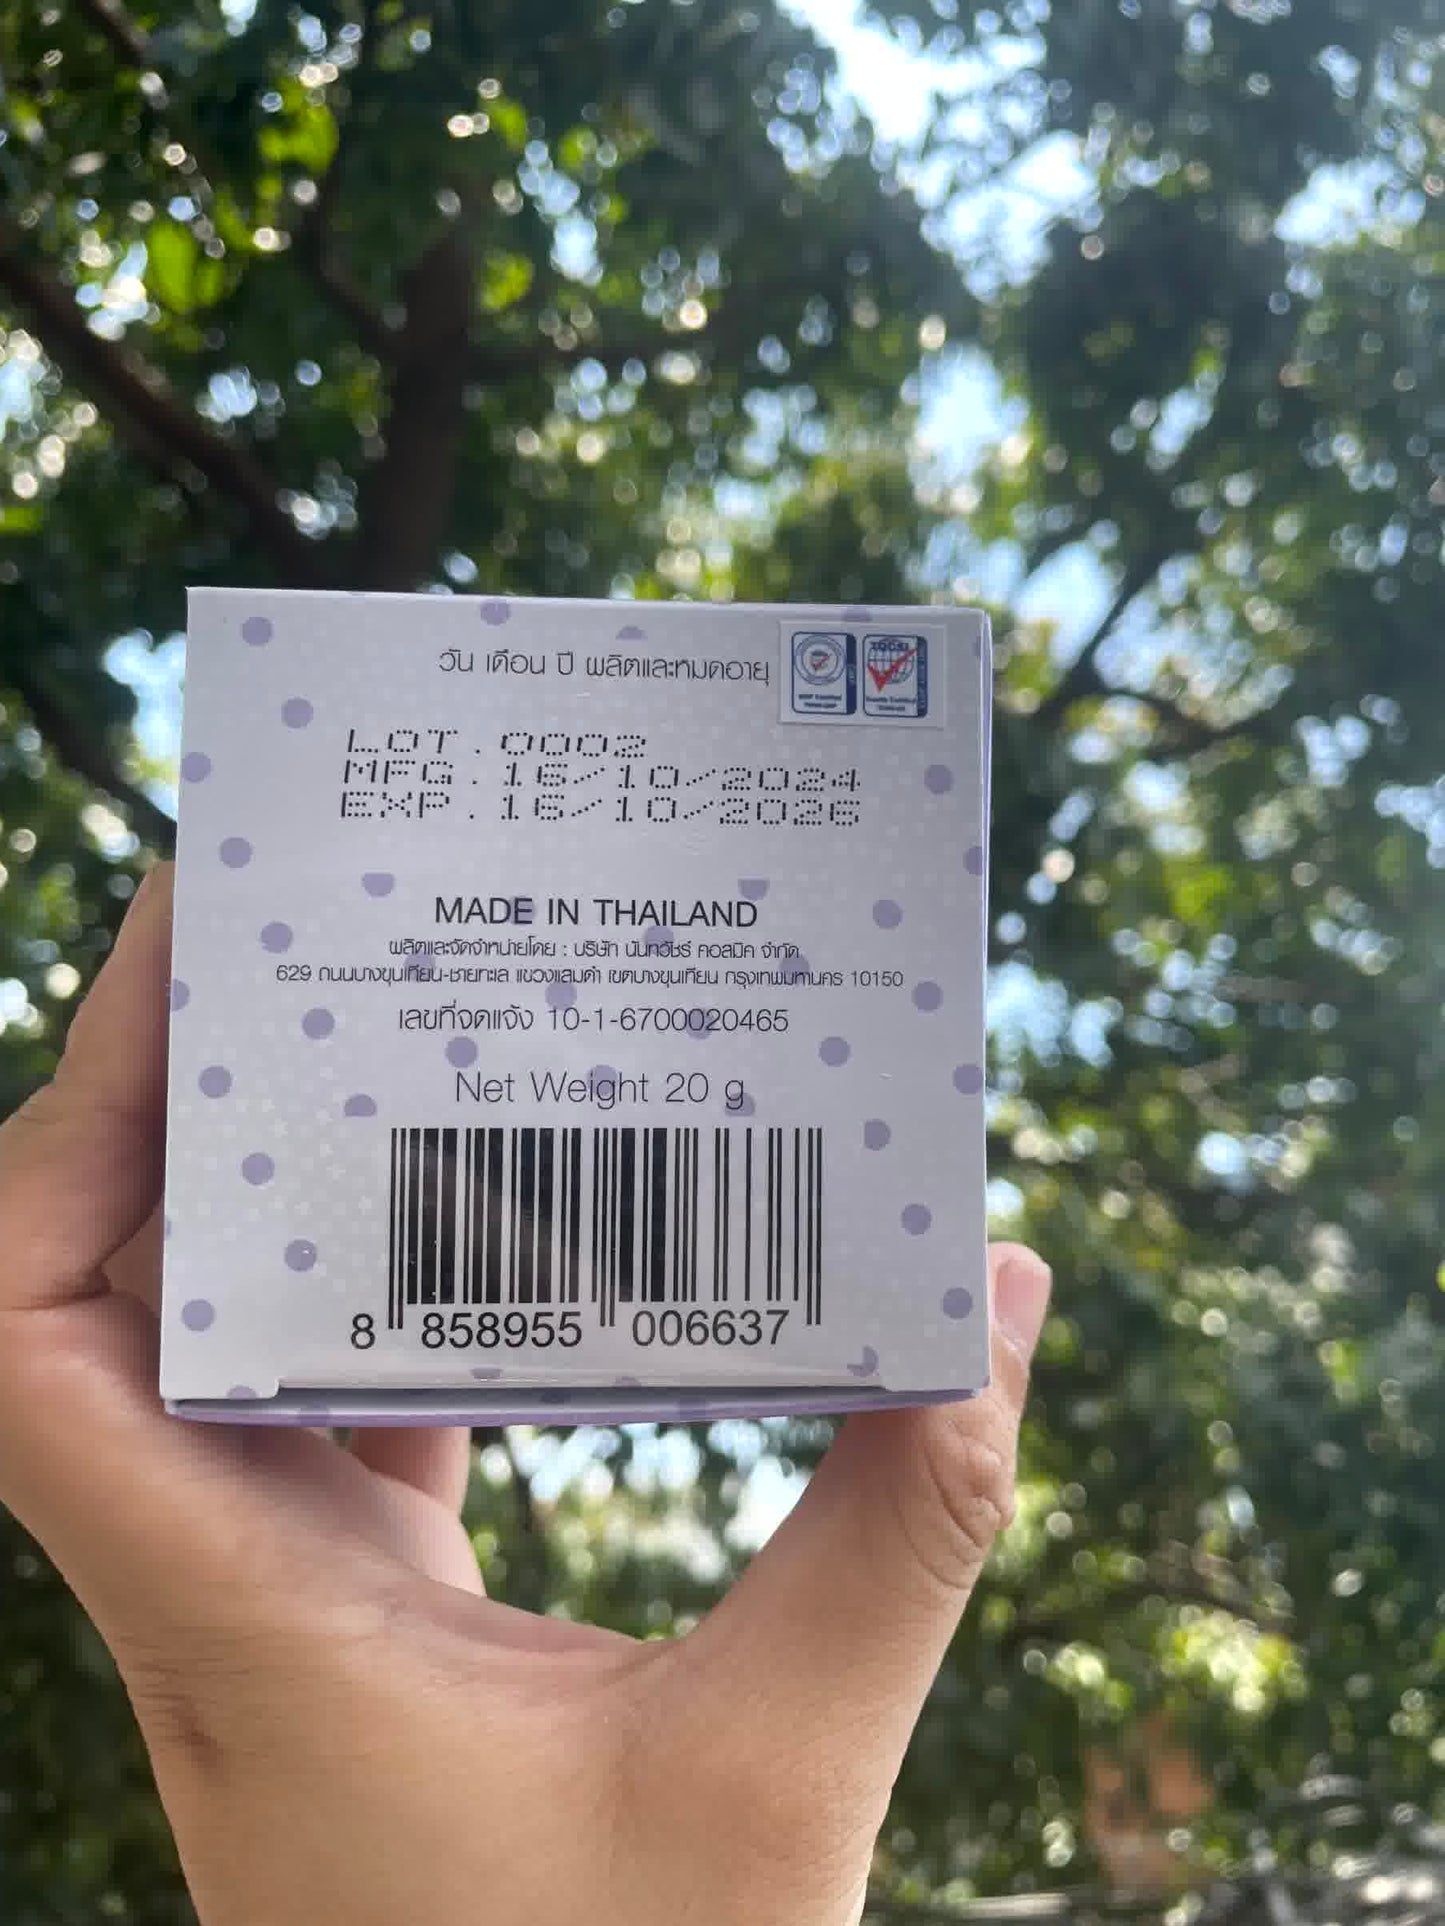 วัน เดือน ปี ผลิตและหมดอายุ
LOT.0002
MFG.16/10/2024
EXP.16/10/2026
MADE IN THAILAND
ผลิตและจัดจำหน่ายโดย : บริษัท นันทวัชร์ คอสมิค จำกัด
629 ถนนบางขุนเทียน-ชายทะเล แขวงแสมดำ เขตบางขุนเทียน กรุงเทพมหานคร 10150
เลขที่จดแจ้ง 10-1-6700020465
Net Weight 20 g
8 858955 006637